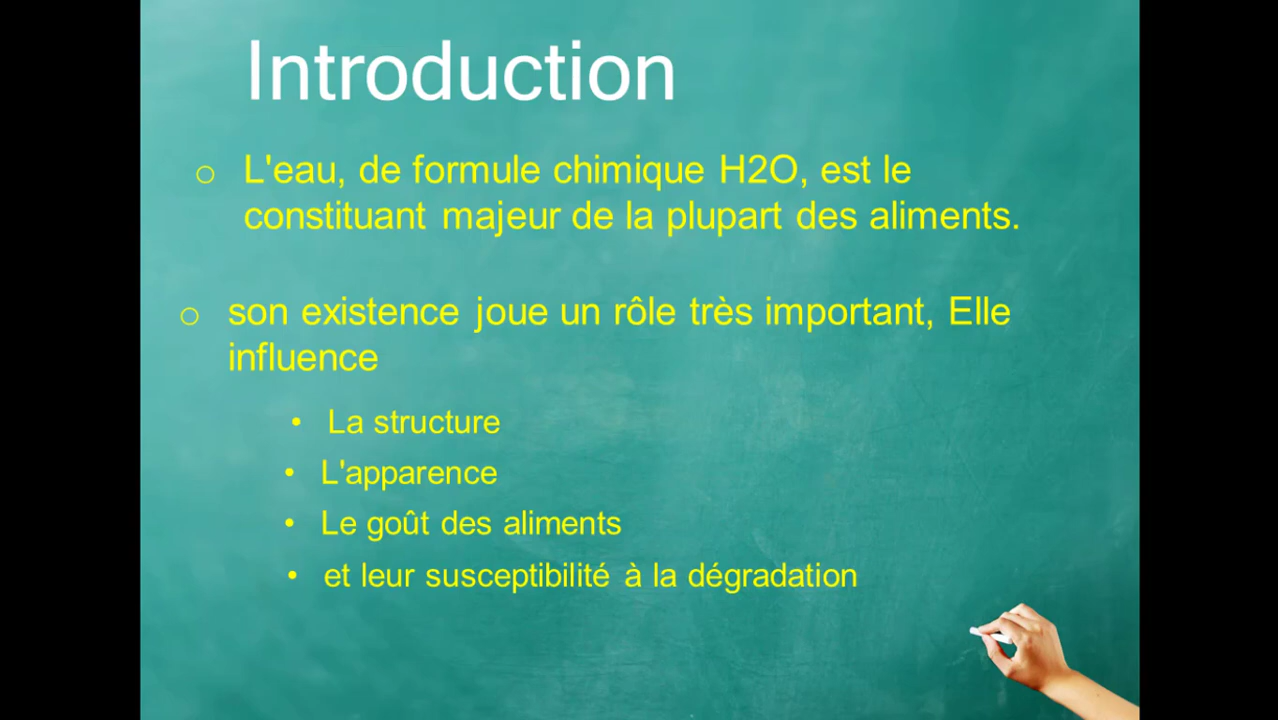 Introduction
o L'eau, de formule chimique H2O, est le
constituant majeur de la plupart des aliments.
o son existence joue un rôle très important, Elle
influence
• La structure
• L'apparence
• Le goût des aliments
• et leur susceptibilité à la dégradation